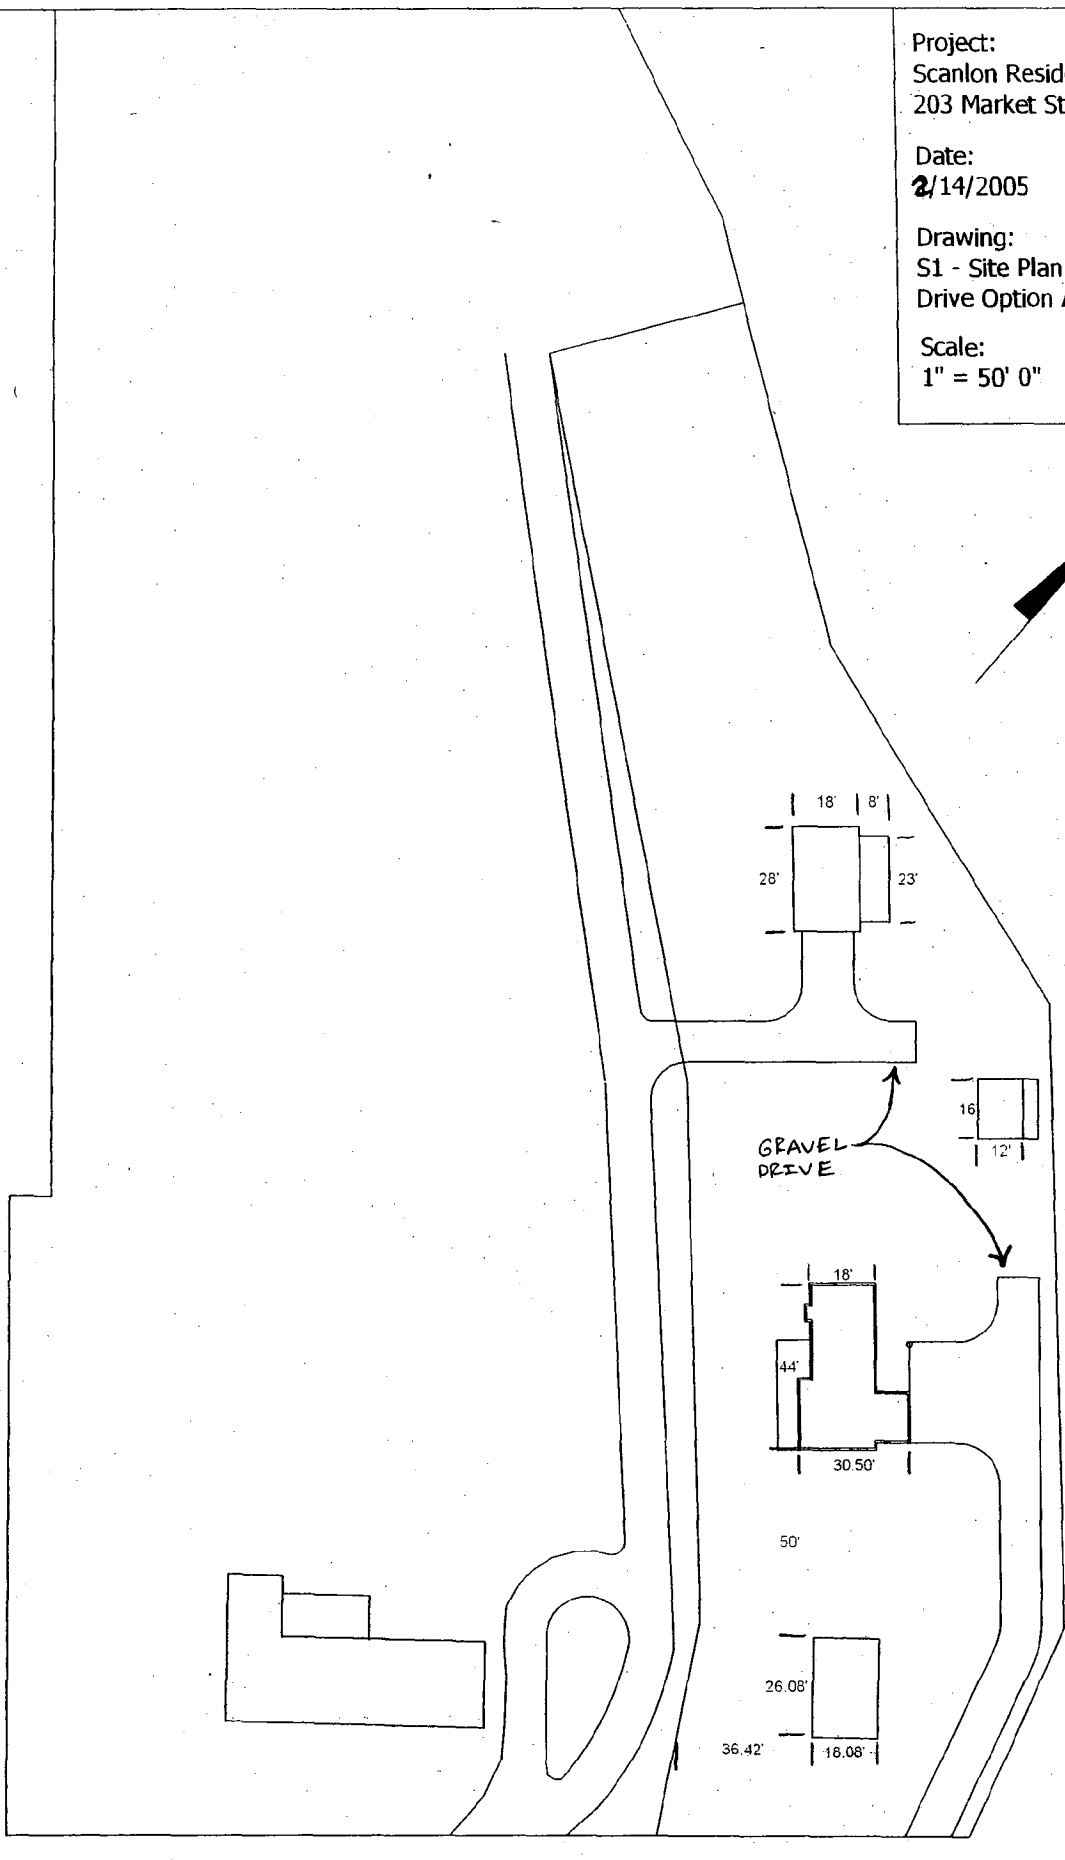 Project:
Scanlon Resid
203 Market St
Date:
2/14/2005
Drawing:
S1 - Site Plan
Drive Option
Scale:
1" = 50' 0"
18' 8'
28' 23'
16
12'
GRAVEL
DRIVE
18'
44'
30.50'
50'
26.08'
36.42' 18.08'